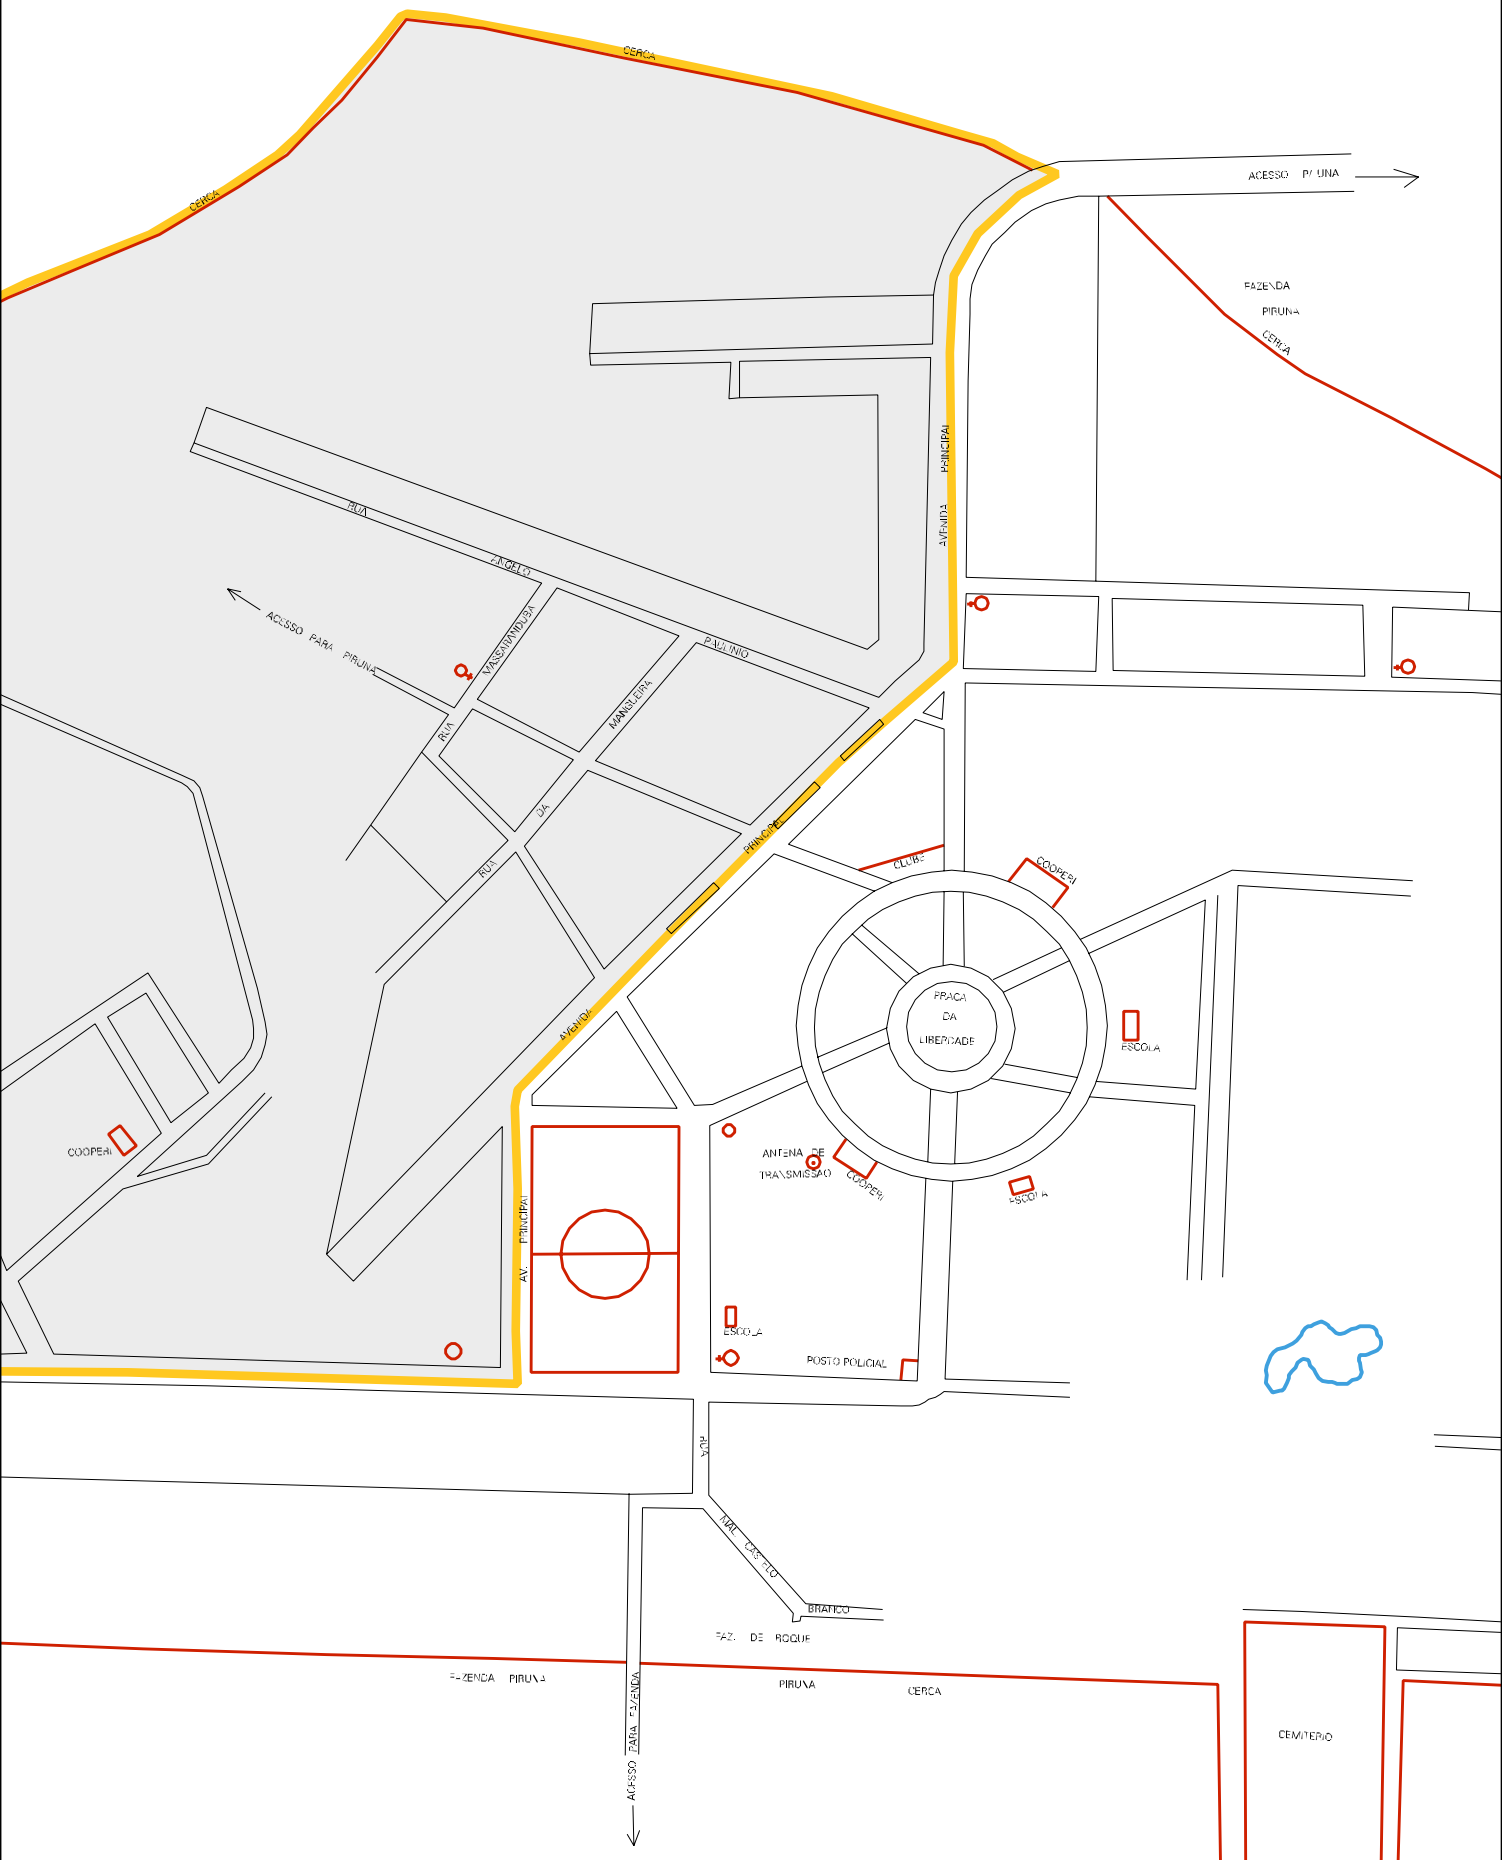 CERCA
CERCA
ACESSO P/ UNA
FAZENDA
PIRUNA
CERCA
AVENIDA PRINCIPAL
RUA ANGELO PAULINIO
ACESSO PARA PIRUNA
RUA MASSARANDUBA
RUA DA MANGUEIRA
AVENIDA PRINCIPAL
CLUBE
COOPERI
PRACA
DA
LIBERDADE
ESCOLA
COOPERI
ANTENA DE
TRANSMISSAO
COOPERI
ESCOLA
AV. PRINCIPAL
ESCOLA
POSTO POLICIAL
RUA MAL CASTELO BRANCO
FAZ. DE ROQUE
FAZENDA PIRUNA
PIRUNA
CERCA
ACESSO PARA FAZENDA
CEMITERIO